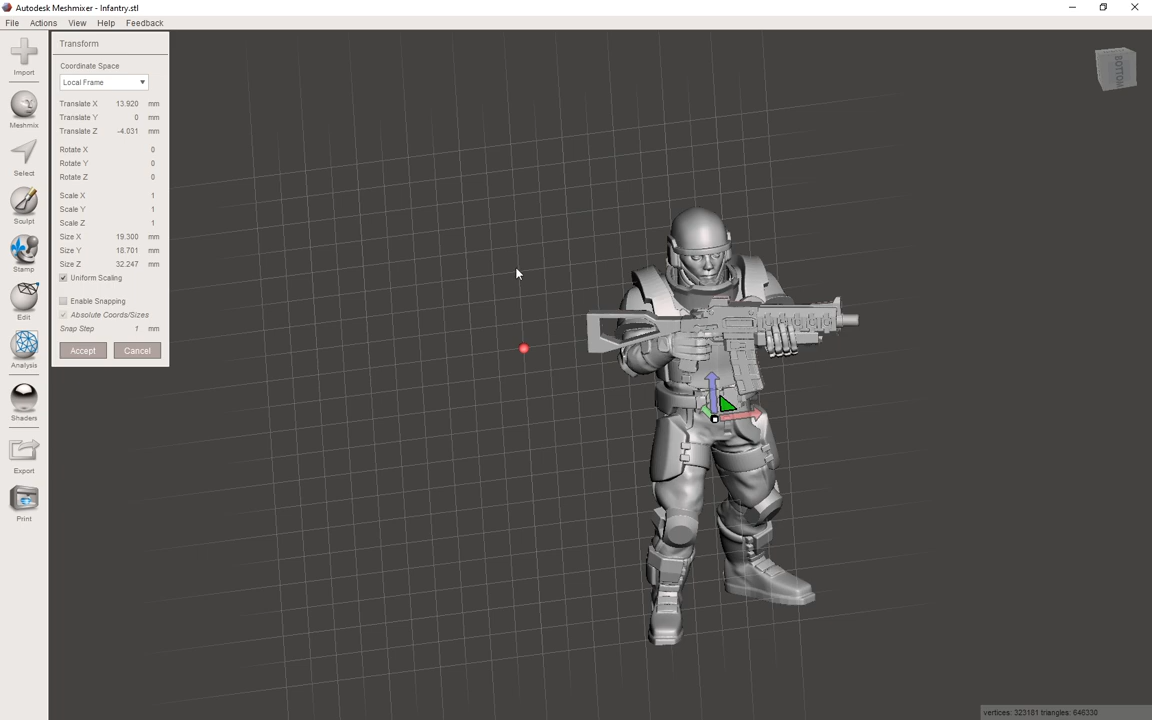 Autodesk Meshmixer - Infantry.stl
File Actions View Help Feedback
Import
Meshmix
Select
Sculpt
Stamp
Edit
Analysis
Shaders
Export
Print
Transform
Coordinate Space
Local Frame
Translate X 13.920 mm
Translate Y 0 mm
Translate Z -4.031 mm
Rotate X 0
Rotate Y 0
Rotate Z 0
Scale X 1
Scale Y 1
Scale Z 1
Size X 19.300 mm
Size Y 18.701 mm
Size Z 32.247 mm
Uniform Scaling
Enable Snapping
Absolute Coords/Sizes
Snap Step 1 mm
Accept Cancel
BOTTOM
vertices: 323181 triangles: 646330